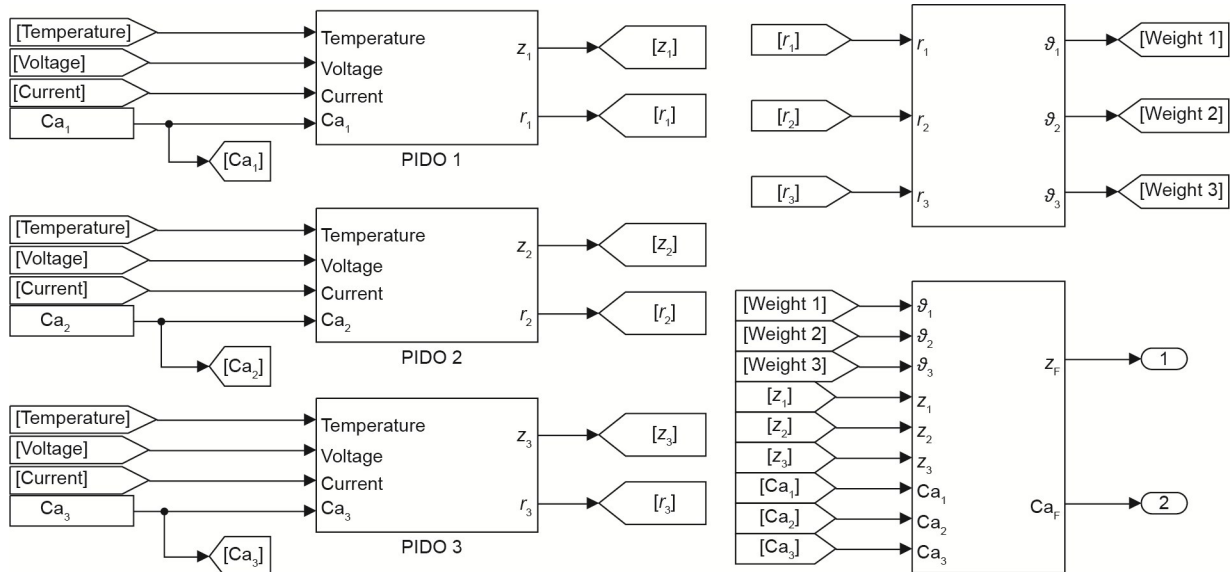 [Temperature]
[Voltage]
[Current]
Ca₁
[Ca₁]
Temperature
Voltage
Current
Ca₁
z₁
r₁
PIDO 1
[z₁]
[r₁]
[Temperature]
[Voltage]
[Current]
Ca₂
[Ca₂]
Temperature
Voltage
Current
Ca₂
z₂
r₂
PIDO 2
[z₂]
[r₂]
[Temperature]
[Voltage]
[Current]
Ca₃
[Ca₃]
Temperature
Voltage
Current
Ca₃
z₃
r₃
PIDO 3
[z₃]
[r₃]
[r₁]
[r₂]
[r₃]
r₁
r₂
r₃
ϑ₁
ϑ₂
ϑ₃
[Weight 1]
[Weight 2]
[Weight 3]
[Weight 1]
[Weight 2]
[Weight 3]
[z₁]
[z₂]
[z₃]
[Ca₁]
[Ca₂]
[Ca₃]
ϑ₁
ϑ₂
ϑ₃
z₁
z₂
z₃
Ca₁
Ca₂
Ca₃
z_F
Ca_F
1
2